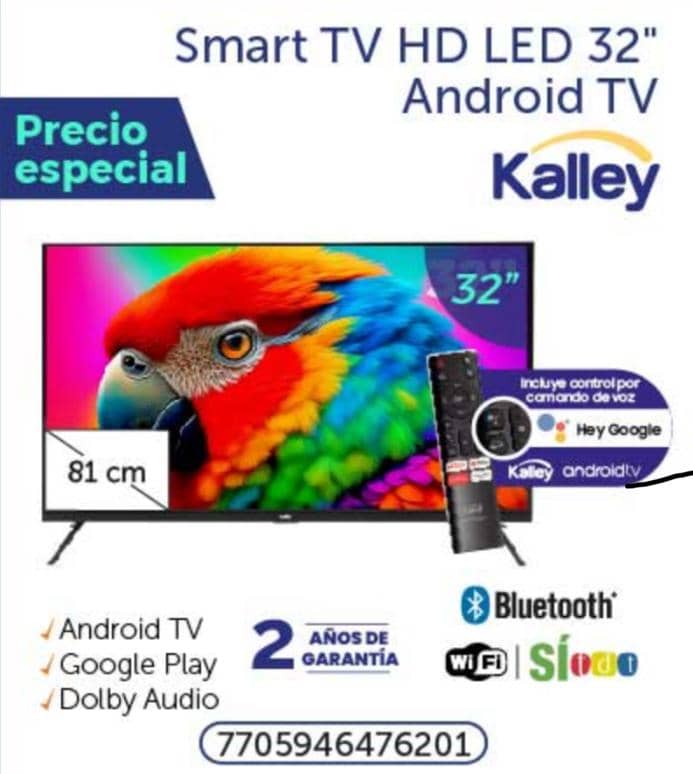 Smart TV HD LED 32"
Android TV
Precio
especial
Kalley
32”
Incluye control por
comando de voz
Hey Google
Kalley androidtv
81 cm
Android TV
Google Play
Dolby Audio
2 AÑOS DE
GARANTÍA
Bluetooth
WiFi SÍtdt
7705946476201